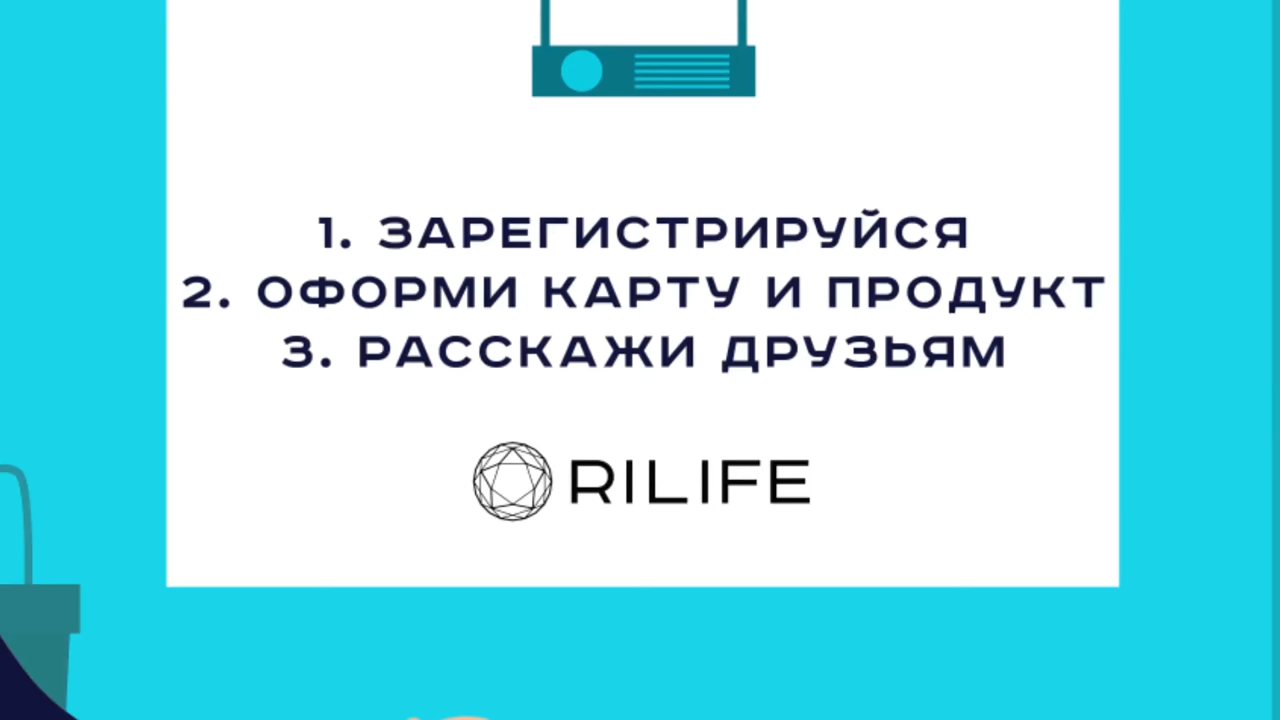 1. ЗАРЕГИСТРИРУЙСЯ
2. ОФОРМИ КАРТУ И ПРОДУКТ
3. РАССКАЖИ ДРУЗЬЯМ
RILIFE